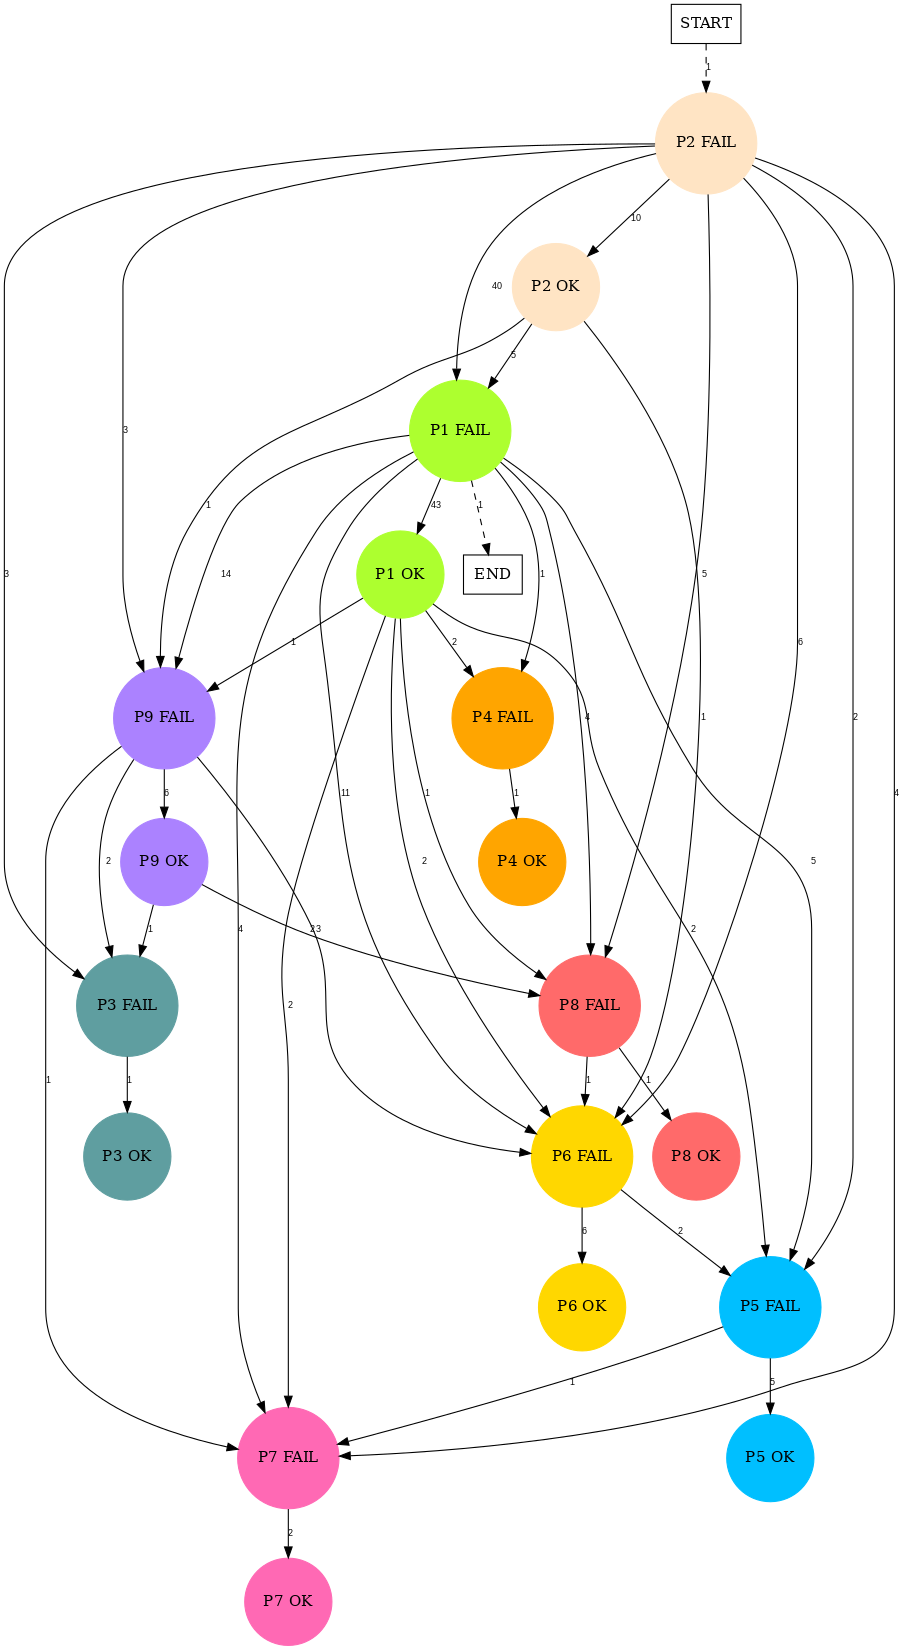 START
1
P2 FAIL
10
40
P2 OK
5
3
1
14
P1 FAIL
43
1
P1 OK
END
3
1
5
1
2
6
P9 FAIL
P4 FAIL
4
1
2
6
11
1
1
4
2
P9 OK
2
P4 OK
5
1
4
2
3
2
P3 FAIL
2
P8 FAIL
1
1
1
1
P3 OK
P6 FAIL
P8 OK
6
2
P6 OK
P5 FAIL
1
5
P7 FAIL
P5 OK
2
P7 OK